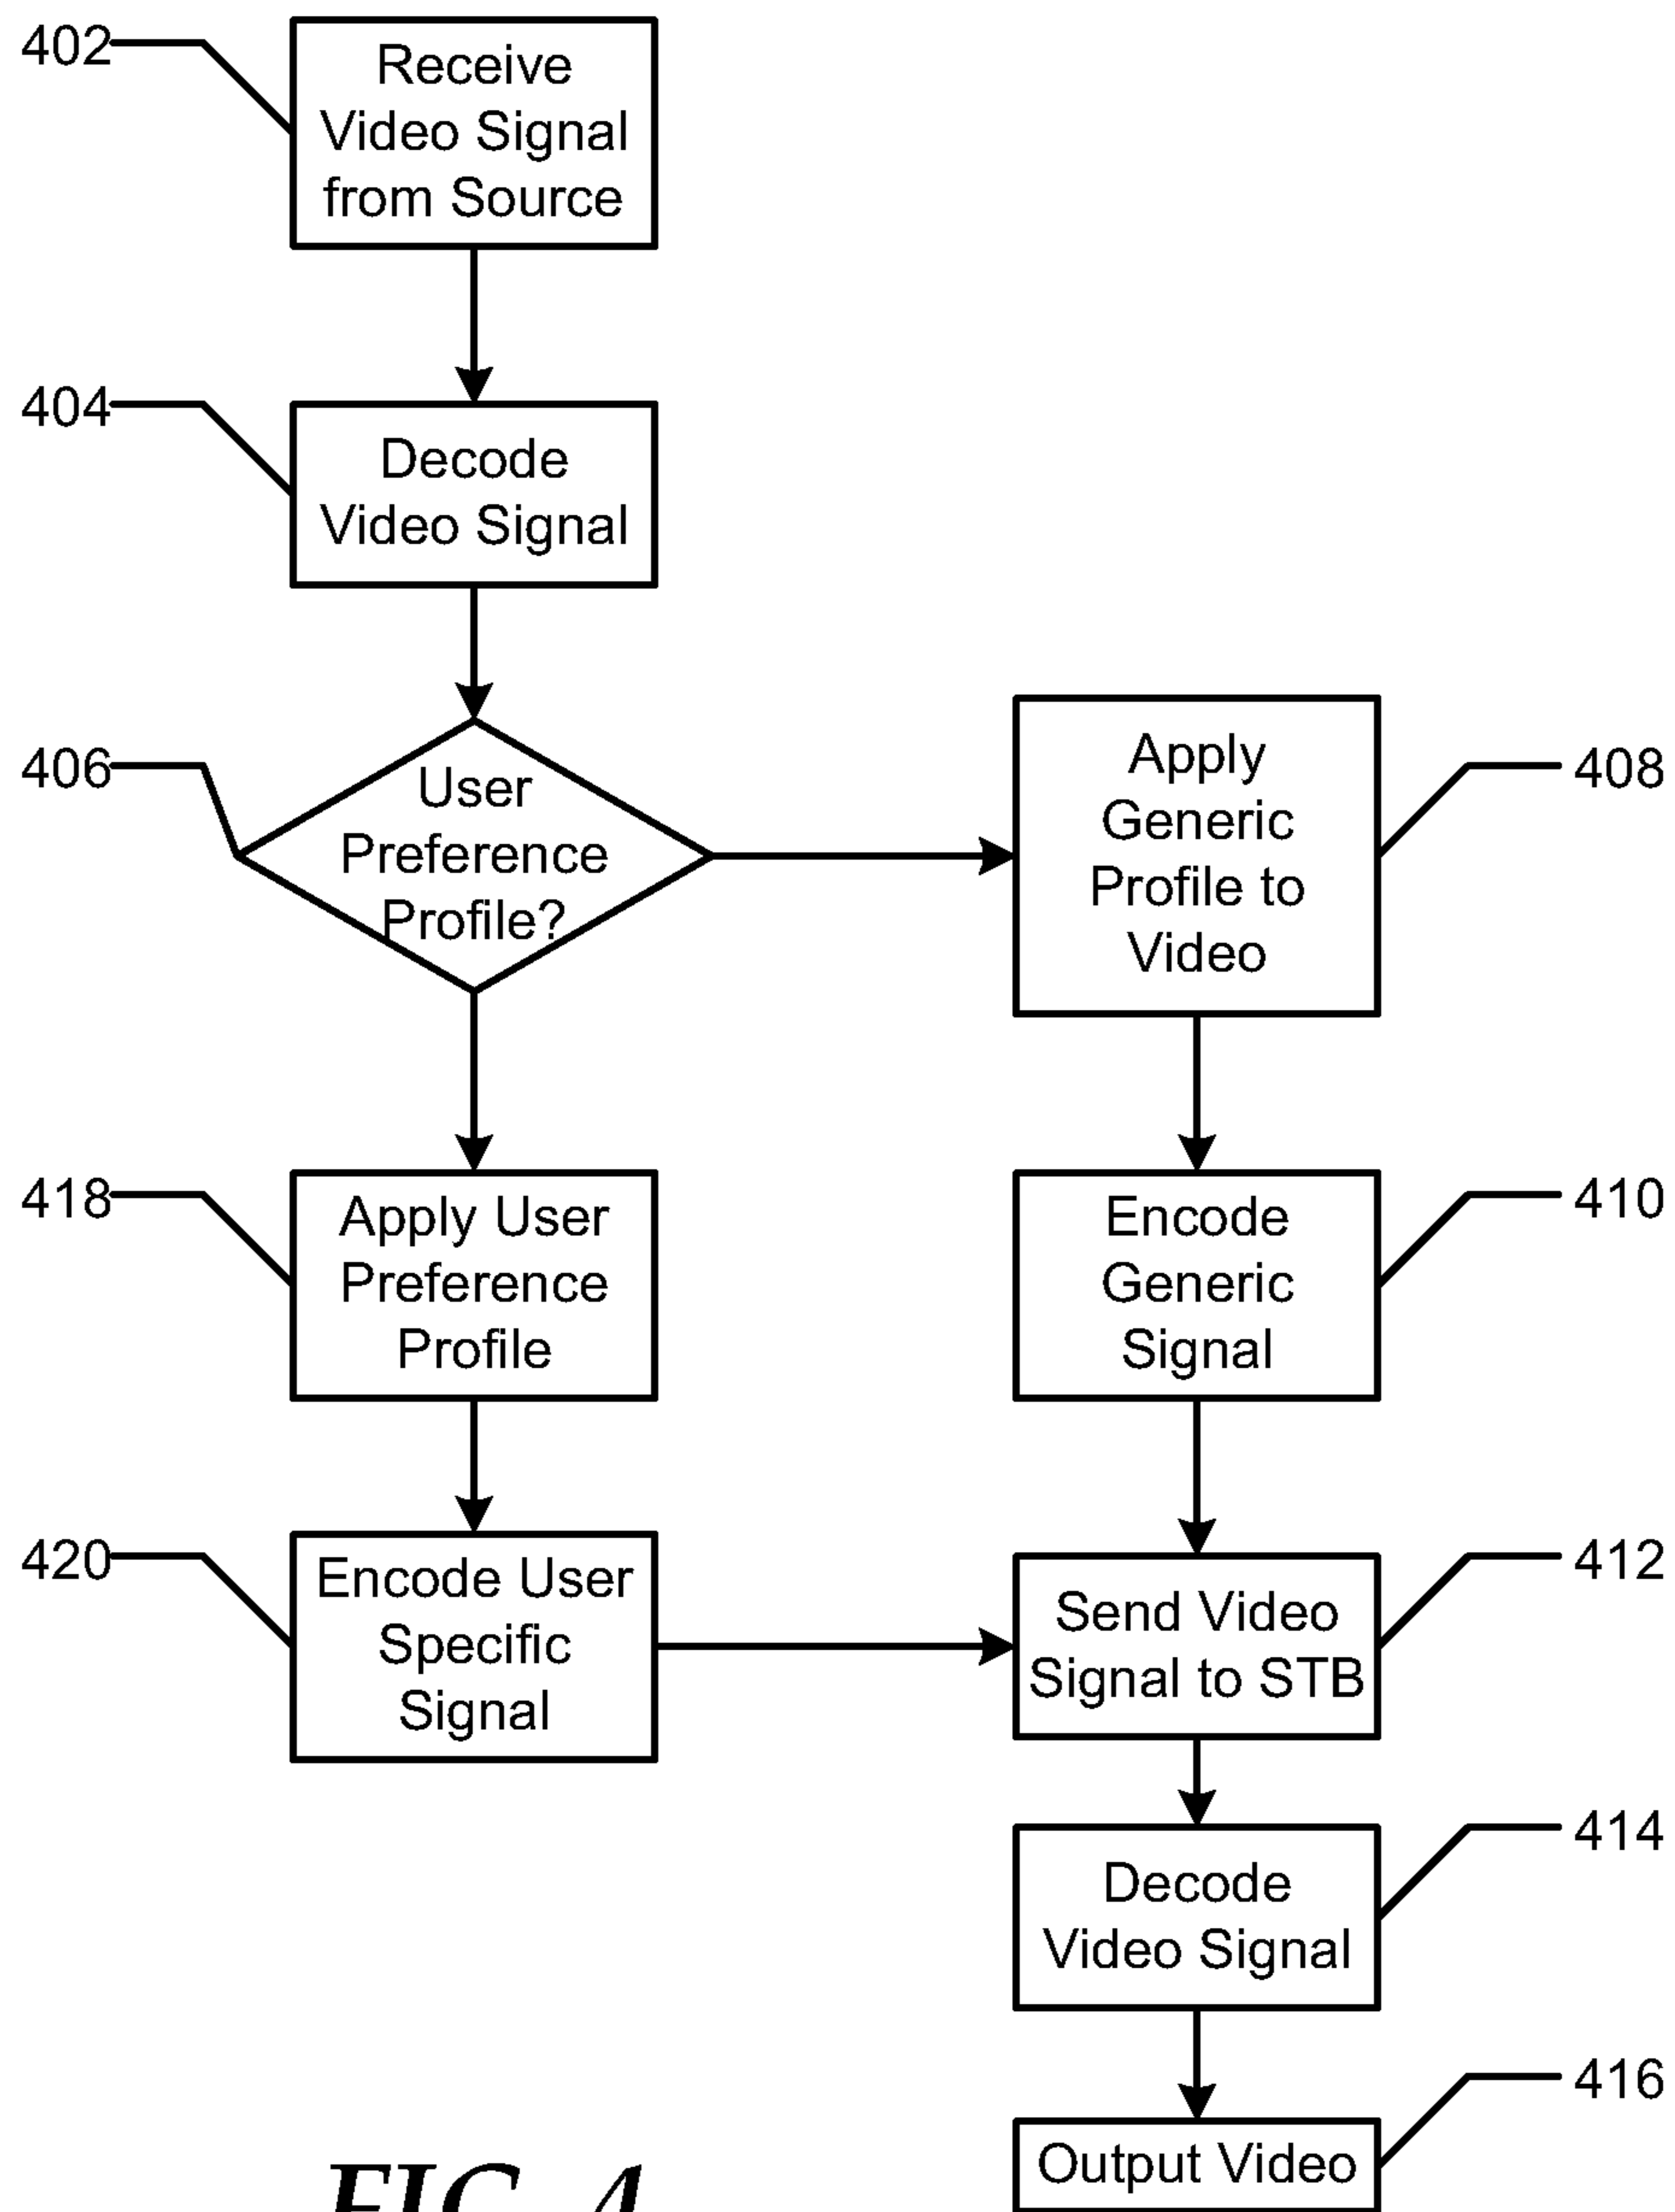 402
Receive
Video Signal
from Source
404
Decode
Video Signal
406
User
Preference
Profile?
Apply
Generic
Profile to
Video
408
418
Apply User
Preference
Profile
Encode
Generic
Signal
410
420
Encode User
Specific
Signal
Send Video
Signal to STB
412
Decode
Video Signal
414
Output Video
416
FIG. 4